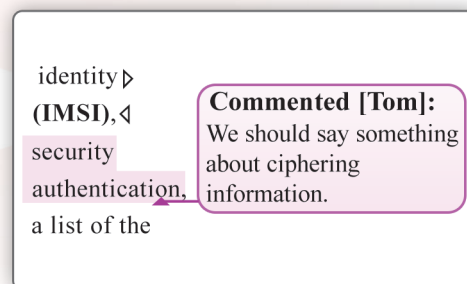 identity
(IMSI),
security
authentication,
a list of the
Commented [Tom]:
We should say something
about ciphering
information.